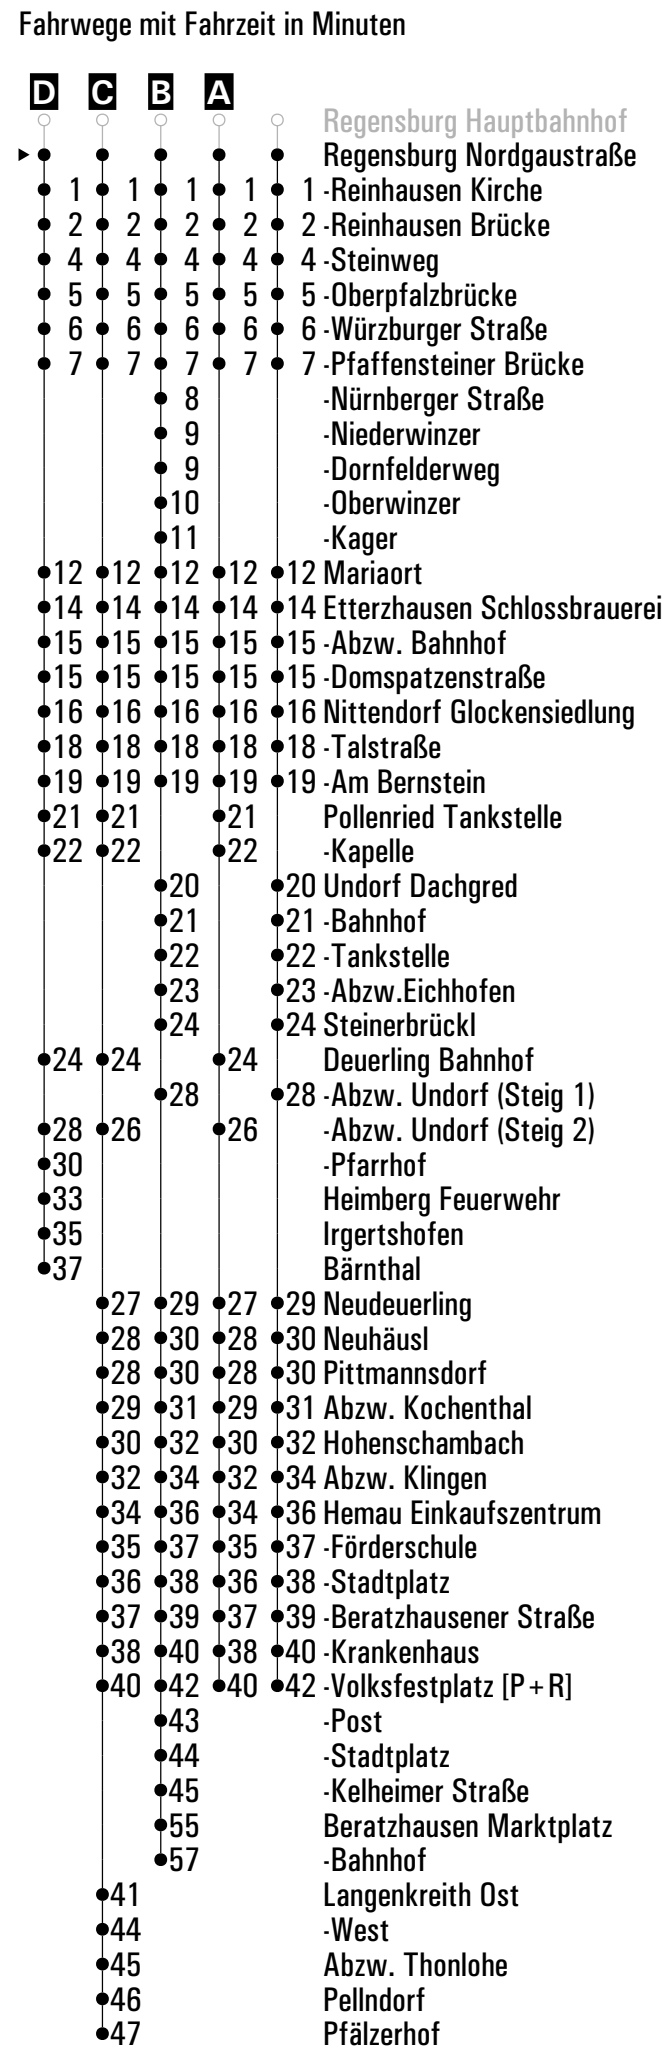 Fahrwege mit Fahrzeit in Minuten
D C B A
Regensburg Hauptbahnhof
Regensburg Nordgaustraße
1 1 1 1 1 -Reinhausen Kirche
2 2 2 2 2 -Reinhausen Brücke
4 4 4 4 4 -Steinweg
5 5 5 5 5 -Oberpfalzbrücke
6 6 6 6 6 -Würzburger Straße
7 7 7 7 7 -Pfaffensteiner Brücke
8 -Nürnberger Straße
9 -Niederwinzer
9 -Dornfelderweg
10 -Oberwinzer
11 -Kager
12 12 12 12 12 Mariaort
14 14 14 14 14 Etterzhausen Schlossbrauerei
15 15 15 15 15 -Abzw. Bahnhof
15 15 15 15 15 -Domspatzenstraße
16 16 16 16 16 Nittendorf Glockensiedlung
18 18 18 18 18 -Talstraße
19 19 19 19 19 -Am Bernstein
21 21 21 Pollenried Tankstelle
22 22 22 -Kapelle
20 20 Undorf Dachgred
21 21 -Bahnhof
22 22 -Tankstelle
23 23 -Abzw.Eichhofen
24 24 Steinerbrückl
24 24 24 Deuerling Bahnhof
28 28 -Abzw. Undorf (Steig 1)
28 26 26 -Abzw. Undorf (Steig 2)
30 -Pfarrhof
33 Heimberg Feuerwehr
35 Irgertshofen
37 Bärnthal
27 29 27 29 Neudeuerling
28 30 28 30 Neuhäusl
28 30 28 30 Pittmannsdorf
29 31 29 31 Abzw. Kochenthal
30 32 30 32 Hohenschambach
32 34 32 34 Abzw. Klingen
34 36 34 36 Hemau Einkaufszentrum
35 37 35 37 -Förderschule
36 38 36 38 -Stadtplatz
37 39 37 39 -Beratzhausener Straße
38 40 38 40 -Krankenhaus
40 42 40 42 -Volksfestplatz [P+R]
43 -Post
44 -Stadtplatz
45 -Kelheimer Straße
55 Beratzhausen Marktplatz
57 -Bahnhof
41 Langenkreith Ost
44 -West
45 Abzw. Thonlohe
46 Pellndorf
47 Pfälzerhof